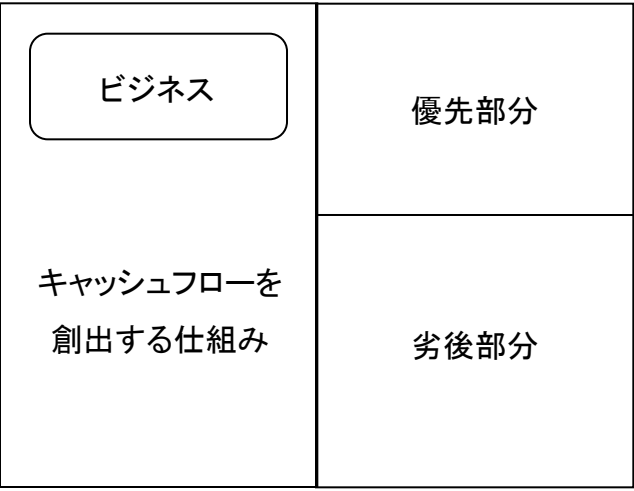 ビジネス
キャッシュフローを
創出する仕組み
優先部分
劣後部分